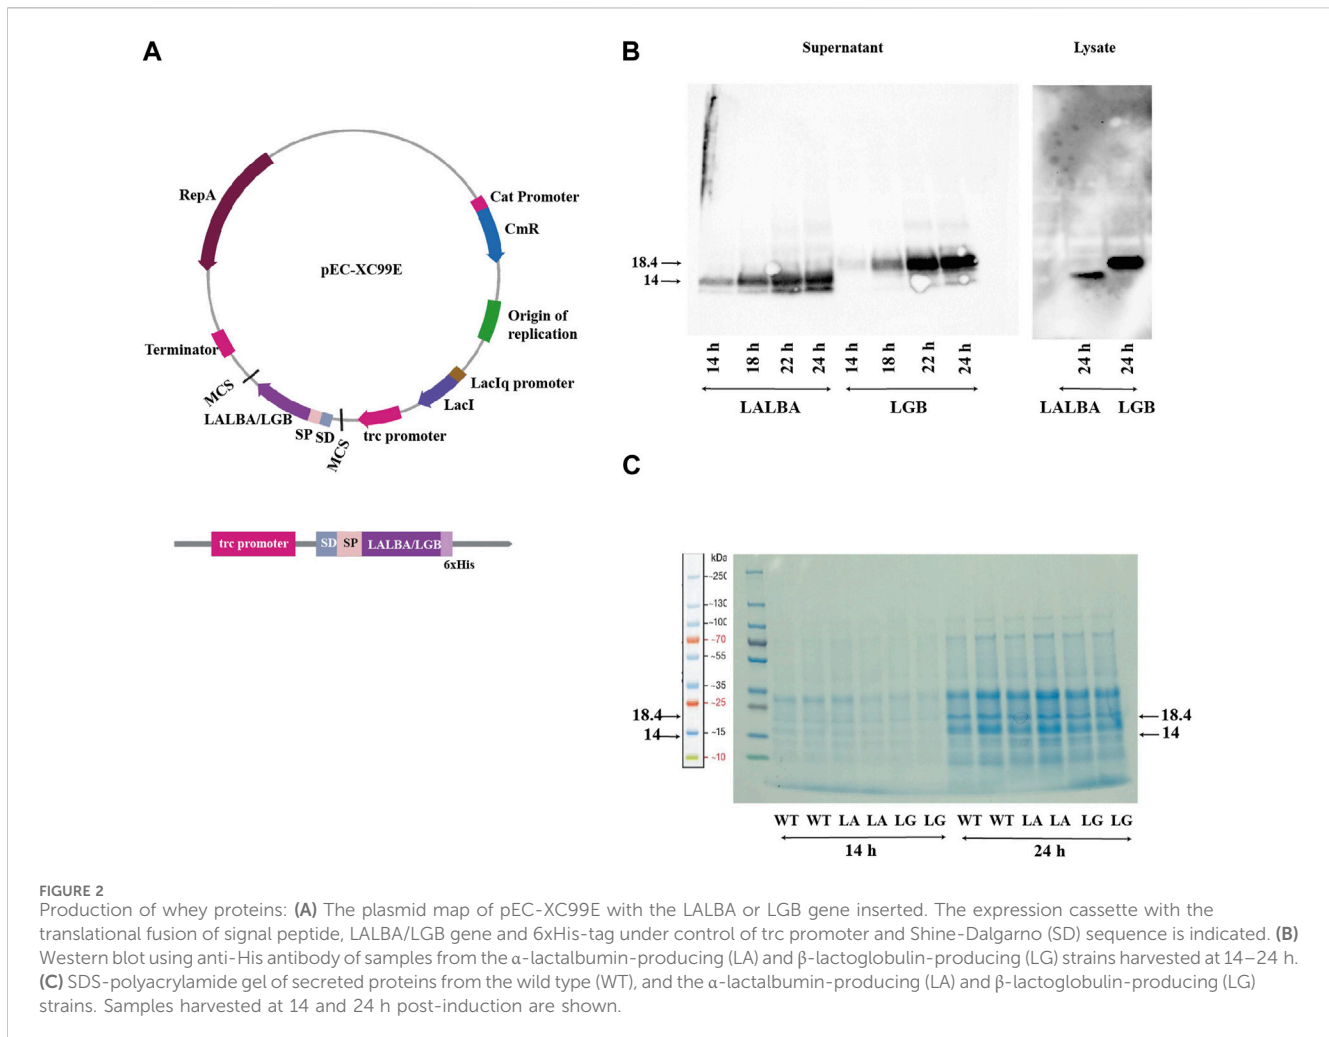 A
RepA
Cat Promoter
CmR
pEC-XC99E
Origin of
replication
Terminator
LacIq promoter
LacI
MCS
LALBA/LGB
SP SD
MCS
trc promoter
trc promoter
SD SP LALBA/LGB
6xHis
B
Supernatant
Lysate
18.4
14
14 h 18 h 22 h 24 h 14 h 18 h 22 h 24 h
LALBA
LGB
24 h 24 h
LALBA LGB
C
kDa
~250
~130
~100
~70
~55
~35
~25
~15
~10
18.4
14
18.4
14
WT WT LA LA LG LG WT WT LA LA LG LG
14 h
24 h
FIGURE 2
Production of whey proteins: (A) The plasmid map of pEC-XC99E with the LALBA or LGB gene inserted. The expression cassette with the
translational fusion of signal peptide, LALBA/LGB gene and 6xHis-tag under control of trc promoter and Shine-Dalgarno (SD) sequence is indicated. (B)
Western blot using anti-His antibody of samples from the α-lactalbumin-producing (LA) and β-lactoglobulin-producing (LG) strains harvested at 14–24 h.
(C) SDS-polyacrylamide gel of secreted proteins from the wild type (WT), and the α-lactalbumin-producing (LA) and β-lactoglobulin-producing (LG)
strains. Samples harvested at 14 and 24 h post-induction are shown.